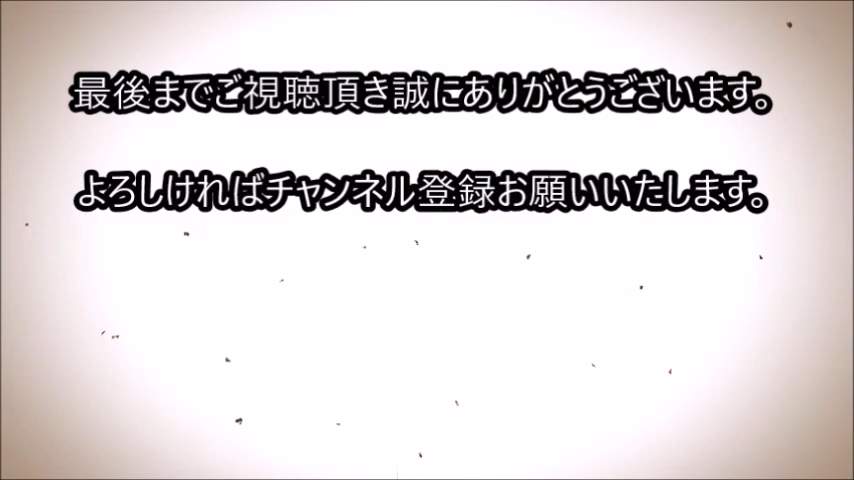 最後までご視聴頂き誠にありがとうございます。
よろしければチャンネル登録お願いいたします。